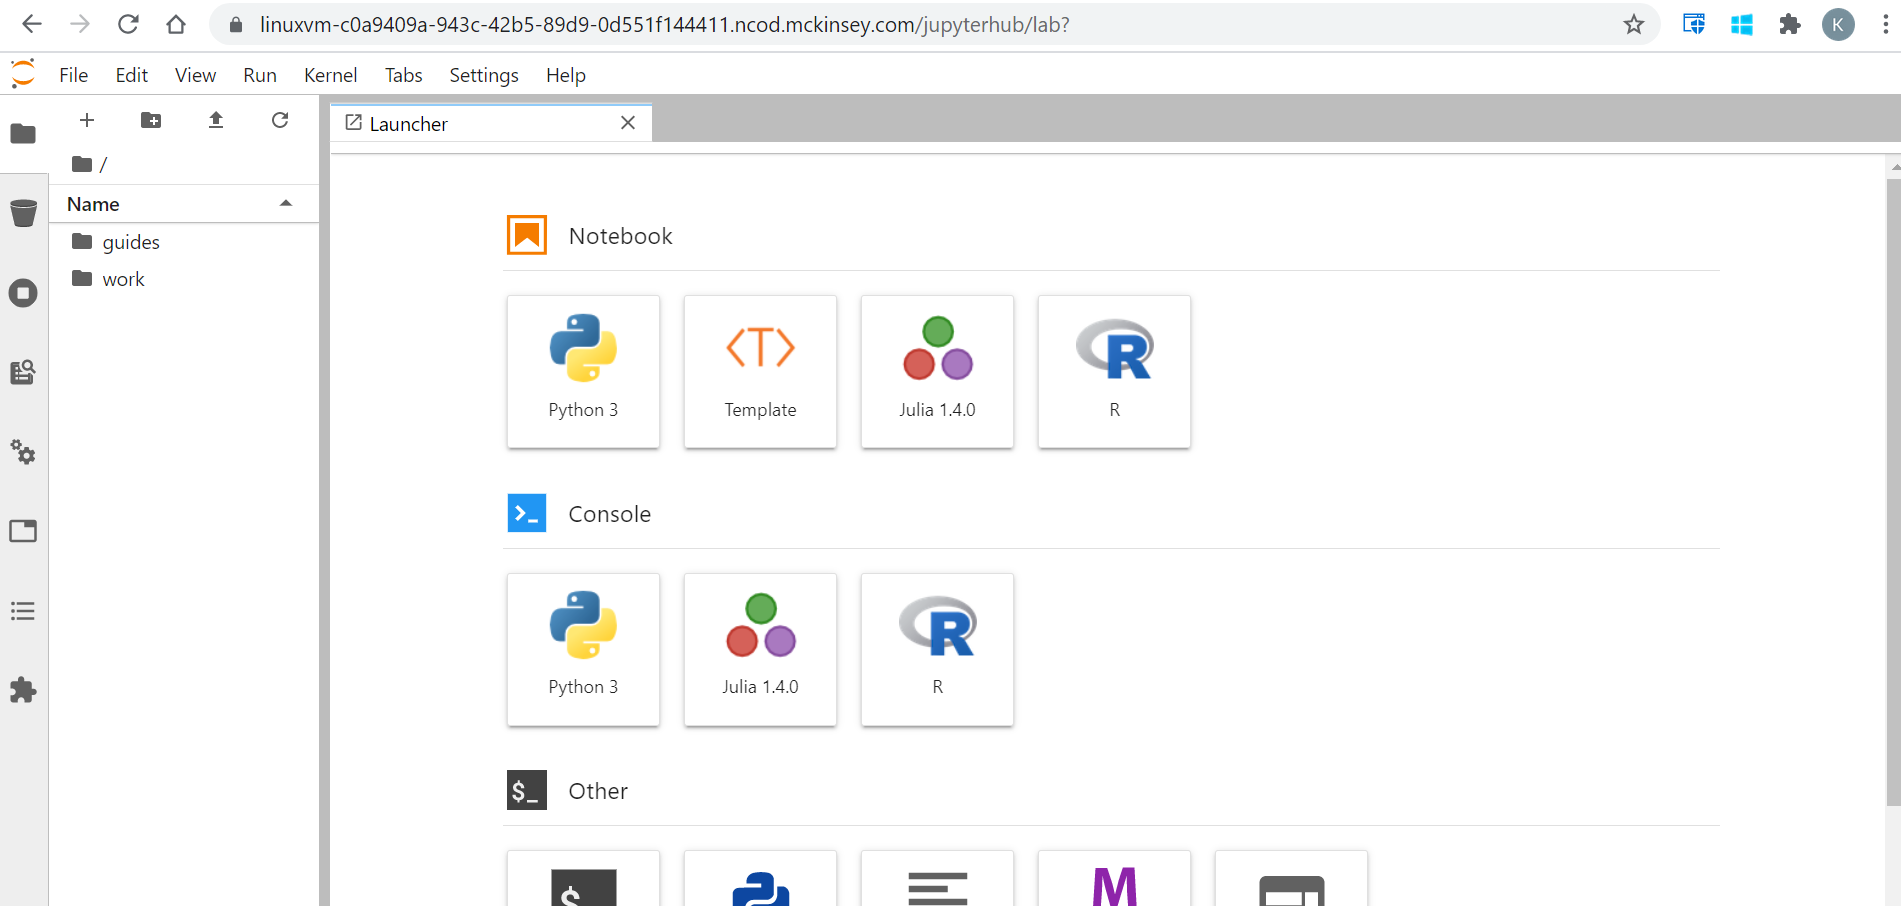 linuxvm-c0a9409a-943c-42b5-89d9-0d551f144411.ncod.mckinsey.com/jupyterhub/lab?
K
File Edit View Run Kernel Tabs Settings Help
Launcher
/
Name
guides
work
Notebook
<T>
R
Python 3 Template Julia 1.4.0 R
>_ Console
R
Python 3 Julia 1.4.0 R
$_ Other
$
M